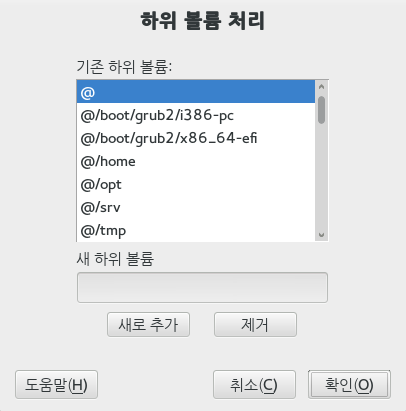 하위 볼륨 처리
기존 하위 볼륨:
@
@/boot/grub2/i386-pc
@/boot/grub2/x86_64-efi
@/home
@/opt
@/srv
@/tmp
새 하위 볼륨
새로 추가 제거
도움말(H) 취소(C) 확인(O)